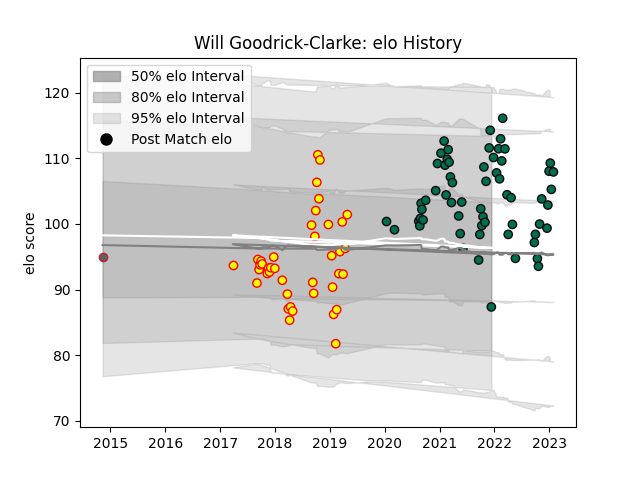 Will Goodrick-Clarke: elo History
50% elo Interval
80% elo Interval
95% elo Interval
Post Match elo
elo score
120
110
100
90
80
70
2015 2016 2017 2018 2019 2020 2021 2022 2023